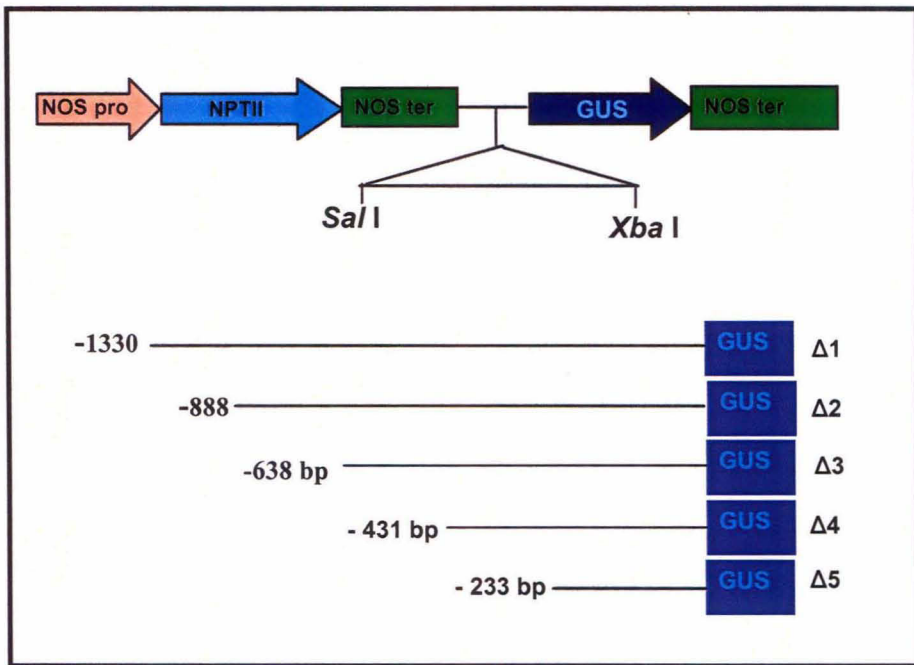 NOS pro NPTII NOS ter GUS NOS ter
Sal I Xba I
-1330 GUS Δ1
-888 GUS Δ2
-638 bp GUS Δ3
- 431 bp GUS Δ4
- 233 bp GUS Δ5